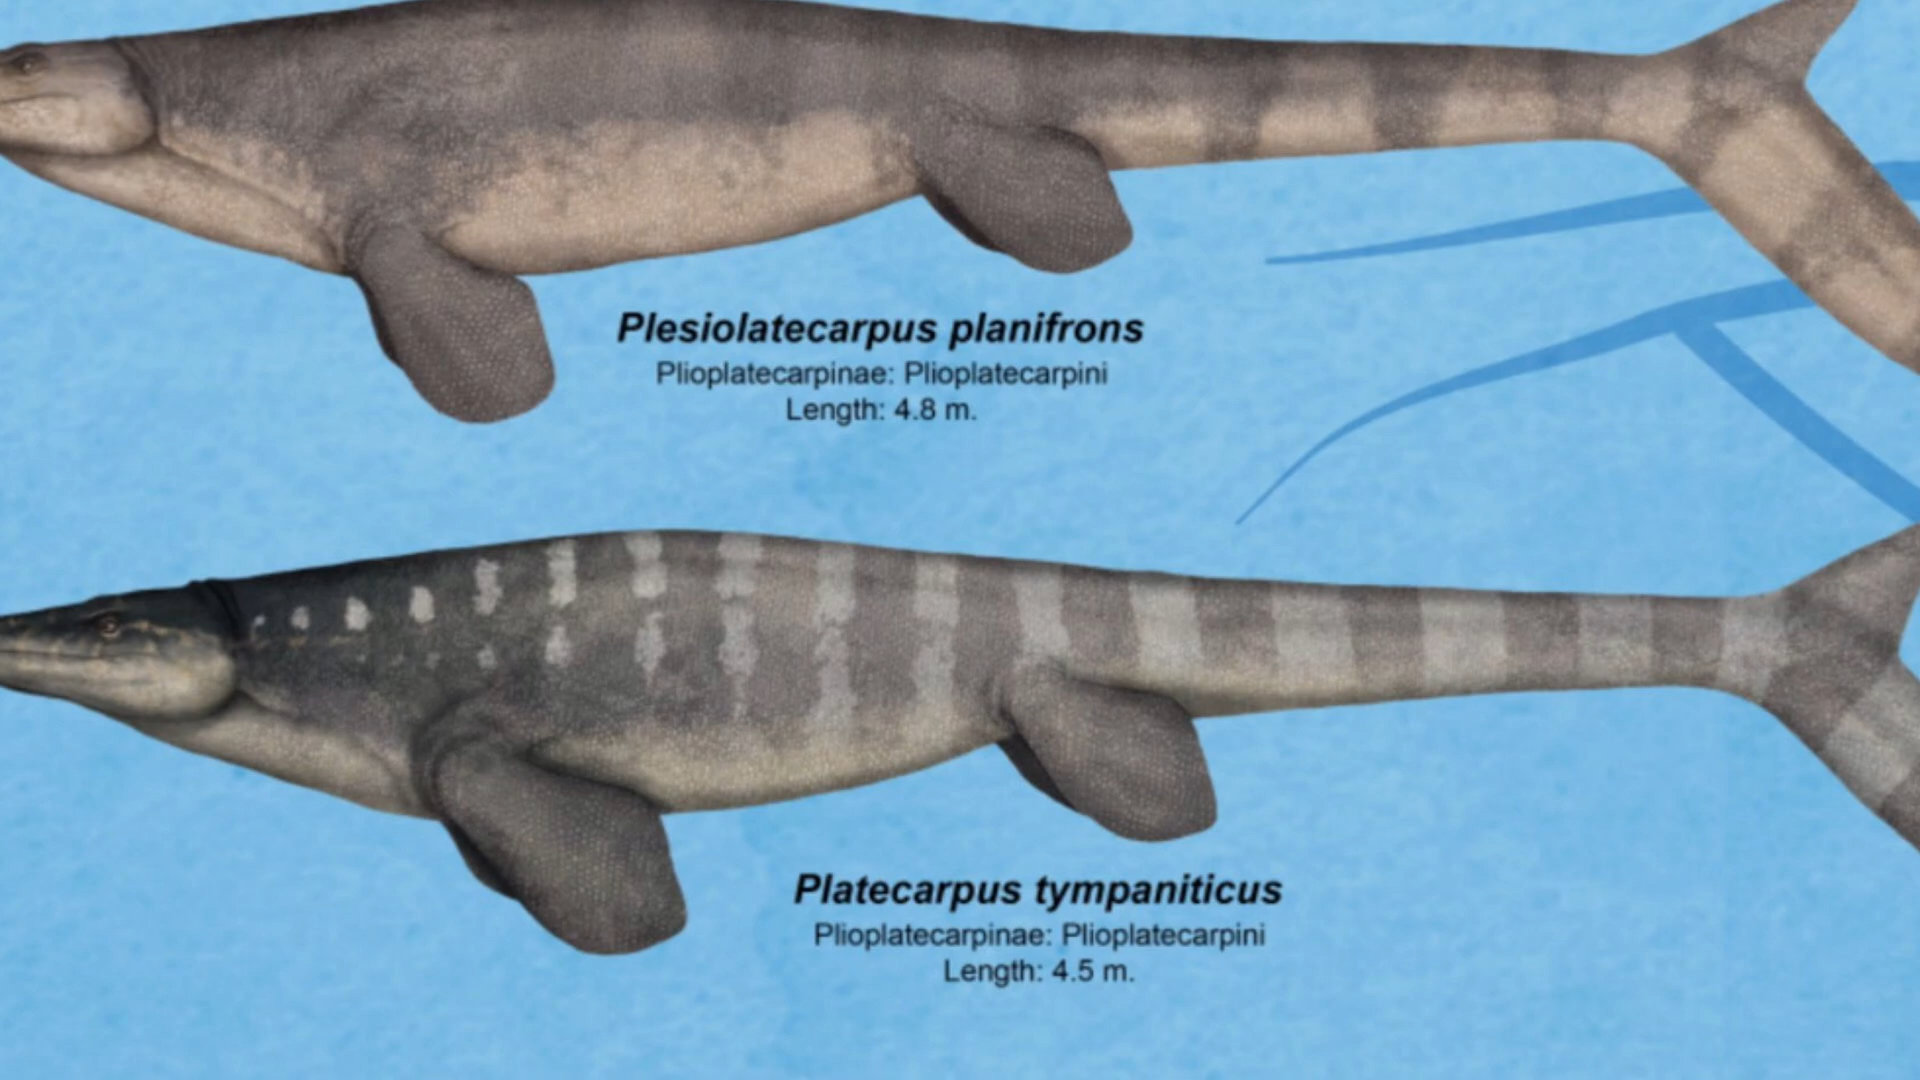 Plesiolatecarpus planifrons
Plioplatecarpinae: Plioplatecarpini
Length: 4.8 m.
Platecarpus tympaniticus
Plioplatecarpinae: Plioplatecarpini
Length: 4.5 m.